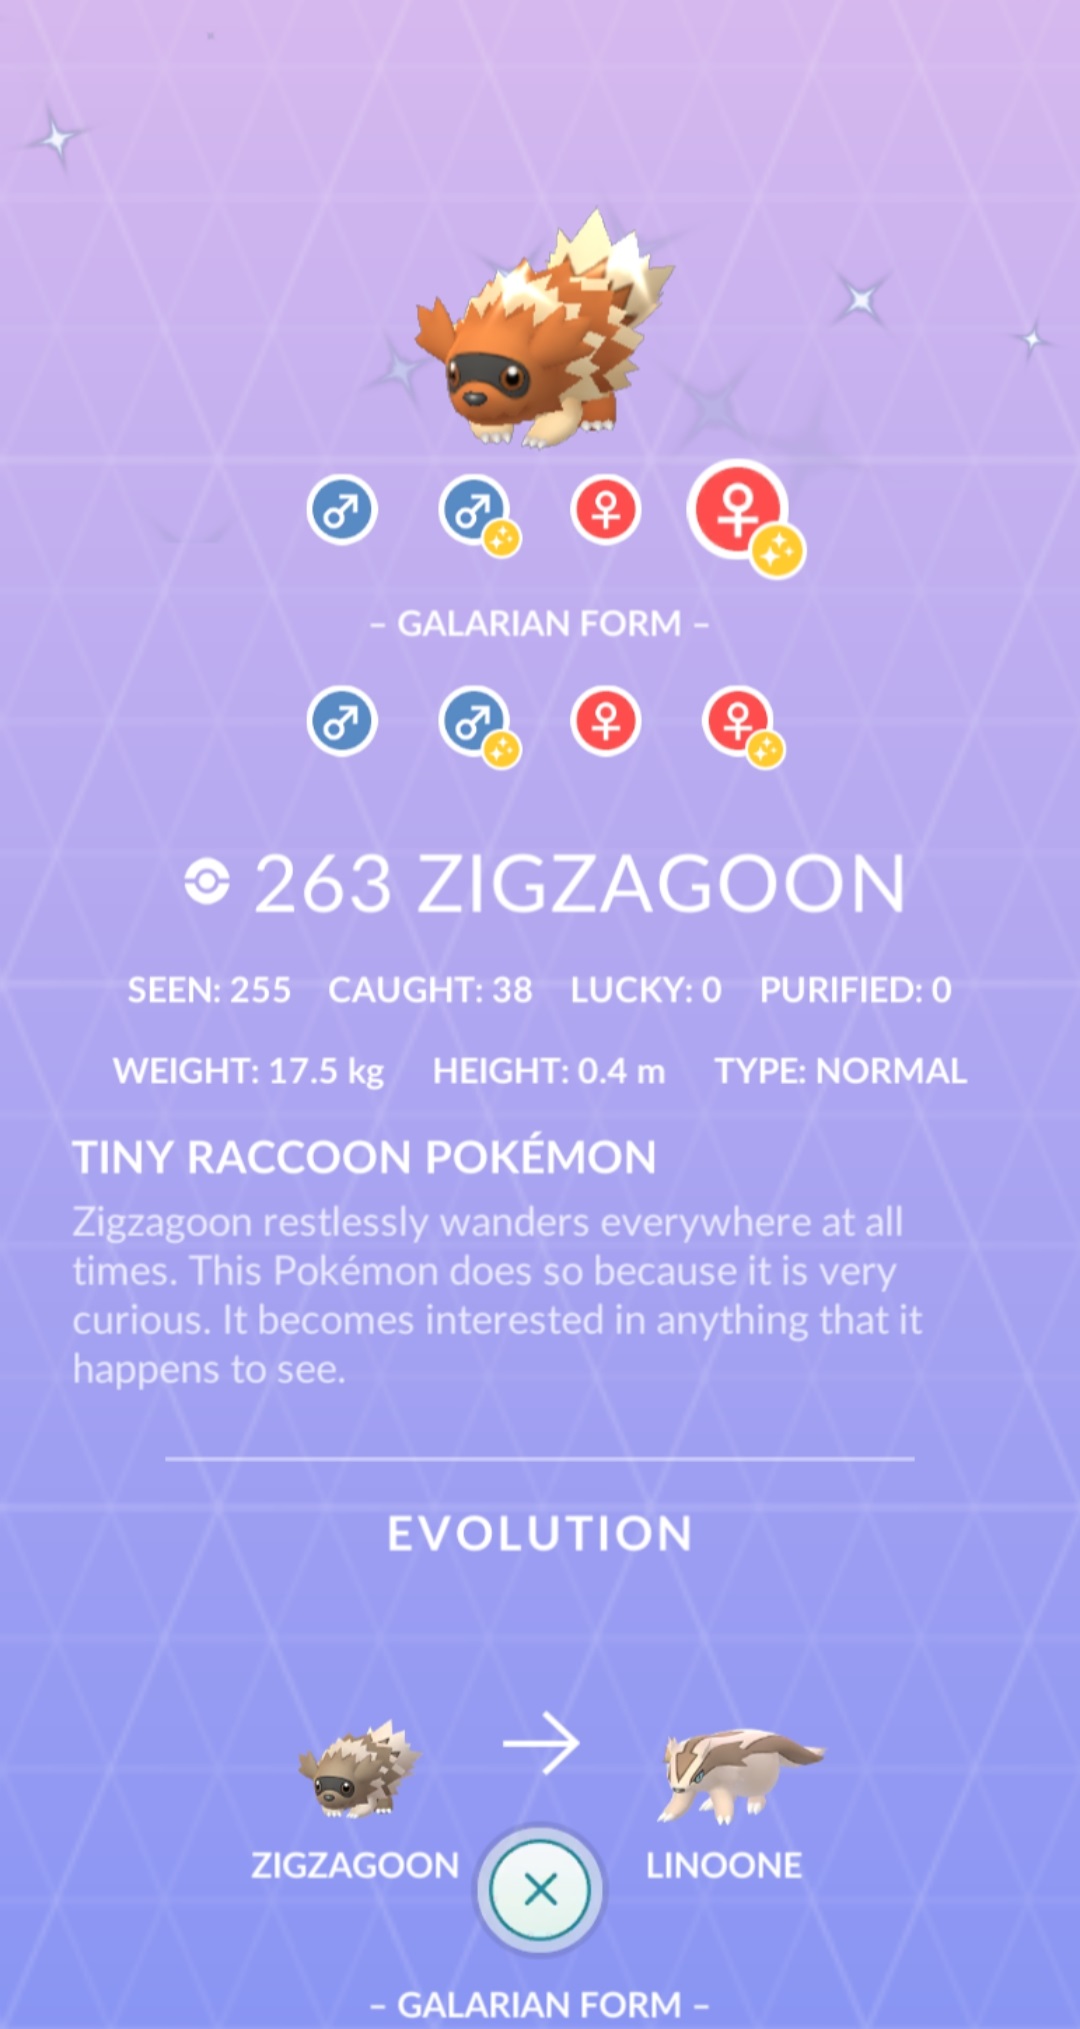 – GALARIAN FORM –
263 ZIGZAGOON
SEEN: 255 CAUGHT: 38 LUCKY: 0 PURIFIED: 0
WEIGHT: 17.5 kg HEIGHT: 0.4 m TYPE: NORMAL
TINY RACCOON POKÉMON
Zigzagoon restlessly wanders everywhere at all
times. This Pokémon does so because it is very
curious. It becomes interested in anything that it
happens to see.
EVOLUTION
ZIGZAGOON LINOONE
– GALARIAN FORM –